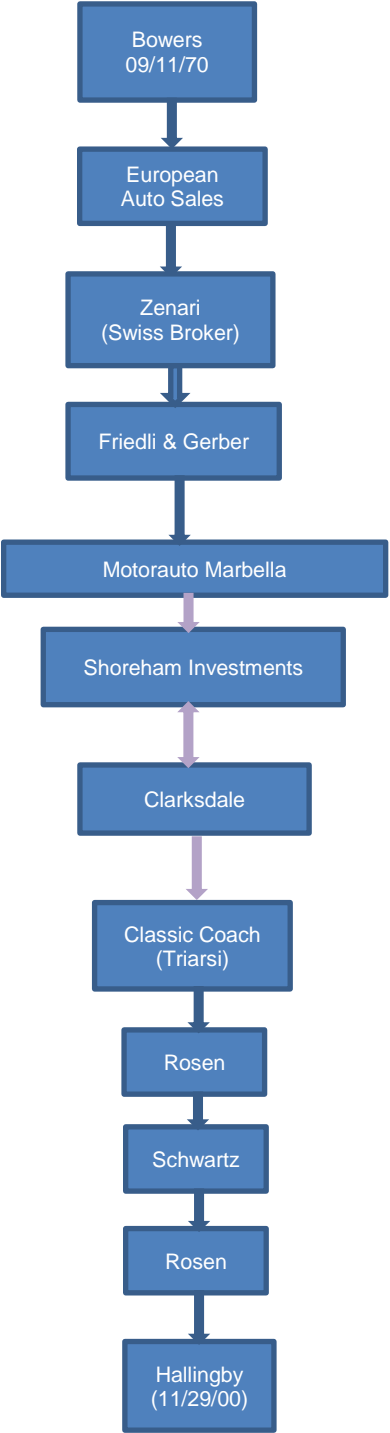 Bowers
09/11/70
European
Auto Sales
Zenari
(Swiss Broker)
Friedli & Gerber
Motorauto Marbella
Shoreham Investments
Clarksdale
Classic Coach
(Triarsi)
Rosen
Schwartz
Rosen
Hallingby
(11/29/00)